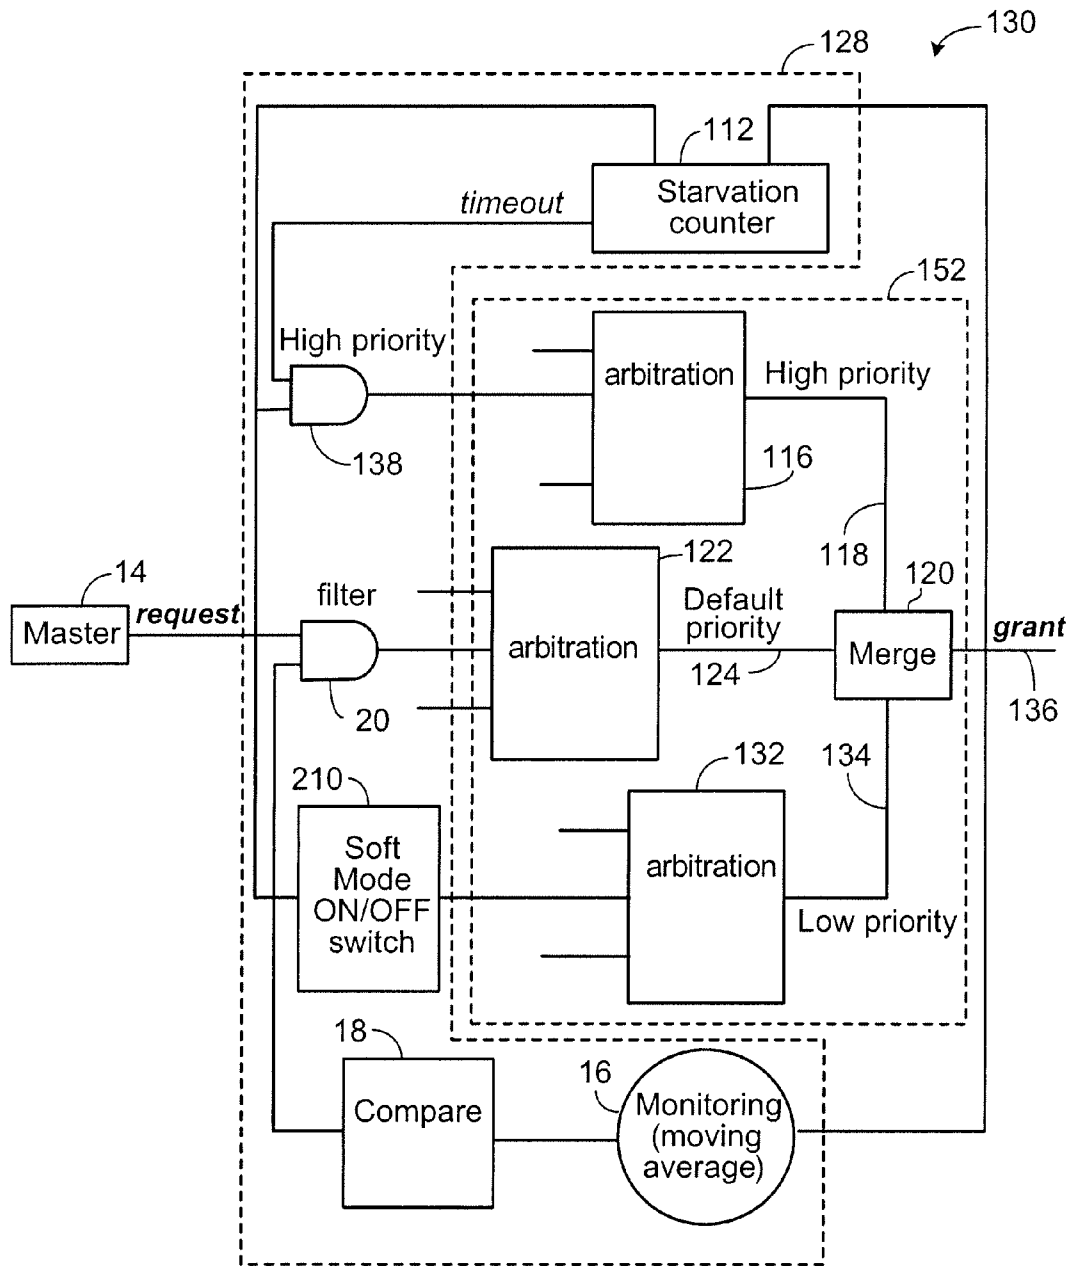 130
128
112
Starvation
counter
timeout
152
High priority
arbitration
High priority
138
116
118
14
Master
request
filter
20
122
arbitration
Default
priority
124
120
Merge
grant
136
210
Soft
Mode
ON/OFF
switch
132
arbitration
134
Low priority
18
Compare
16
Monitoring
(moving
average)